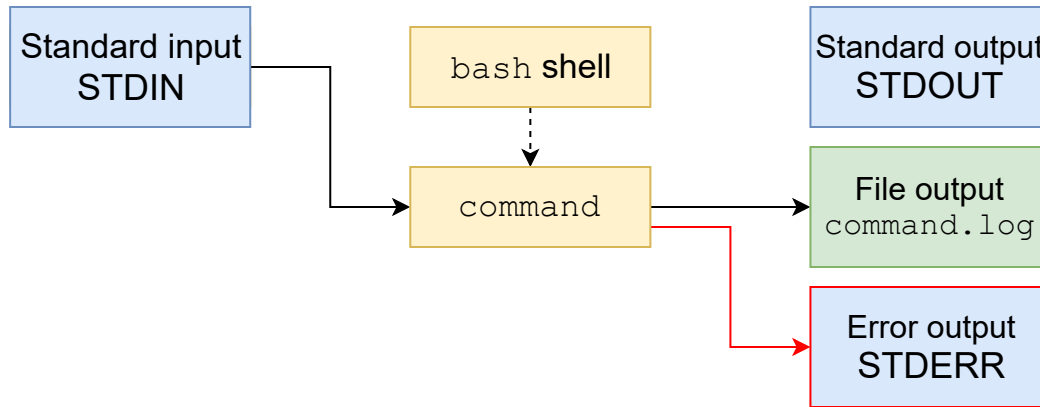 Standard input
STDIN
bash shell
Standard output
STDOUT
command
File output
command.log
Error output
STDERR